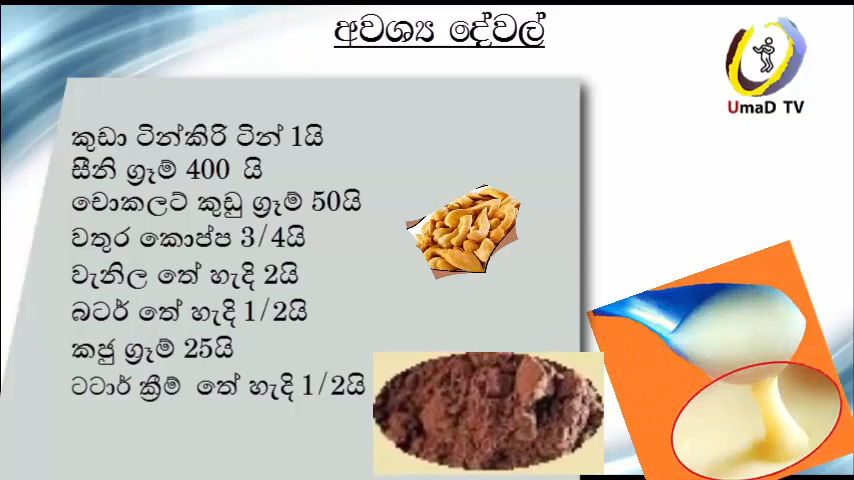 අවශ්‍ය දේවල්
UmaD TV
කුඩා ටින්කිරි ටින් 1යි
සීනි ග්‍රෑම් 400 යි
චොකලට් කුඩු ග්‍රෑම් 50යි
වතුර කොප්ප 3/4යි
වැනිල තේ හැදි 2යි
බටර් තේ හැදි 1/2යි
කජු ග්‍රෑම් 25යි
ටටාර් ක්‍රීම් තේ හැදි 1/2යි